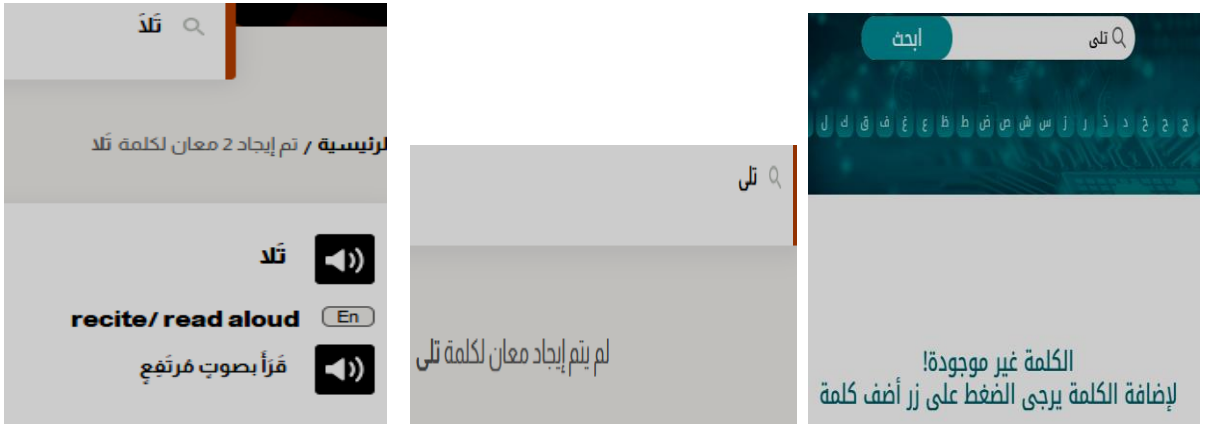 تَلاَ
لرئيسية / تم إيجاد 2 معان لكلمة تَلا
تَلا
recite/ read aloud En
قَرَأَ بصوتٍ مُرتَفِعٍ
تلى
لم يتم إيجاد معان لكلمة تلى
تلى ابحث
ج ح خ د ذ ر ز س ش ص ض ط ظ ع غ ف ق ك ل
الكلمة غير موجودة!
لإضافة الكلمة يرجى الضغط على زر أضف كلمة